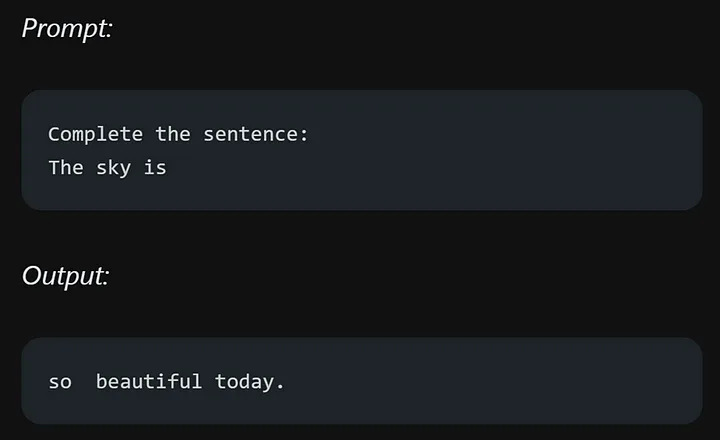 Prompt:
Complete the sentence:
The sky is
Output:
so  beautiful today.